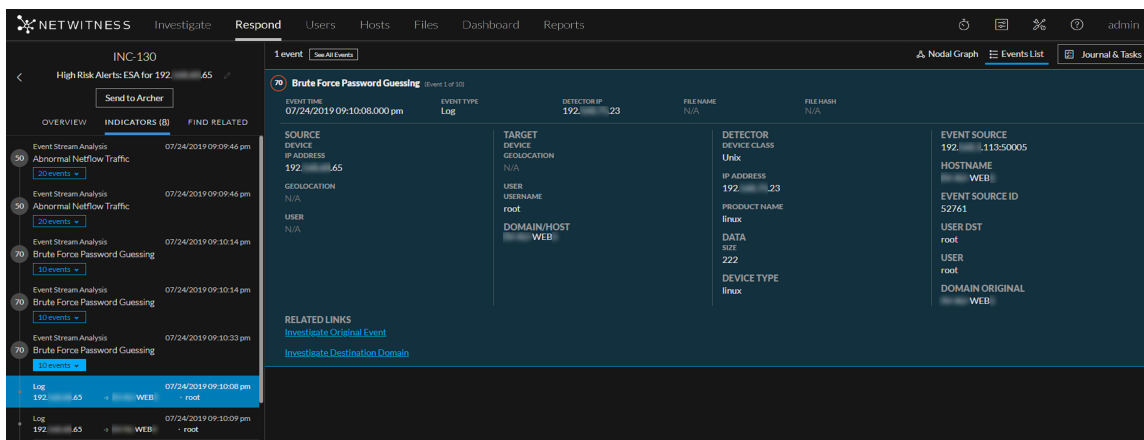 NETWITNESS Investigate Respond Users Hosts Files Dashboard Reports admin
INC-130
High Risk Alerts: ESA for 192. .65
Send to Archer
OVERVIEW INDICATORS (8) FIND RELATED
Event Stream Analysis 07/24/2019 09:09:46 pm
50 Abnormal Netflow Traffic
20 events
Event Stream Analysis 07/24/2019 09:09:46 pm
50 Abnormal Netflow Traffic
20 events
Event Stream Analysis 07/24/2019 09:10:14 pm
70 Brute Force Password Guessing
10 events
Event Stream Analysis 07/24/2019 09:10:14 pm
70 Brute Force Password Guessing
10 events
Event Stream Analysis 07/24/2019 09:10:33 pm
70 Brute Force Password Guessing
10 events
Log 07/24/2019 09:10:08 pm
192. .65 → WEB • root
Log 07/24/2019 09:10:09 pm
192. .65 → WEB • root
1 event See All Events Nodal Graph Events List Journal & Tasks
70 Brute Force Password Guessing (Event 1 of 10)
EVENT TIME EVENT TYPE DETECTOR IP FILE NAME FILE HASH
07/24/2019 09:10:08.000 pm Log 192. .23 N/A N/A
SOURCE
DEVICE
IP ADDRESS
192. .65
GEOLOCATION
N/A
USER
N/A
TARGET
DEVICE
GEOLOCATION
N/A
USER
USERNAME
root
DOMAIN/HOST
WEB
DETECTOR
DEVICE CLASS
Unix
IP ADDRESS
192. .23
PRODUCT NAME
linux
DATA
SIZE
222
DEVICE TYPE
linux
EVENT SOURCE
192. .113:50005
HOSTNAME
WEB
EVENT SOURCE ID
52761
USER DST
root
USER
root
DOMAIN ORIGINAL
WEB
RELATED LINKS
Investigate Original Event
Investigate Destination Domain